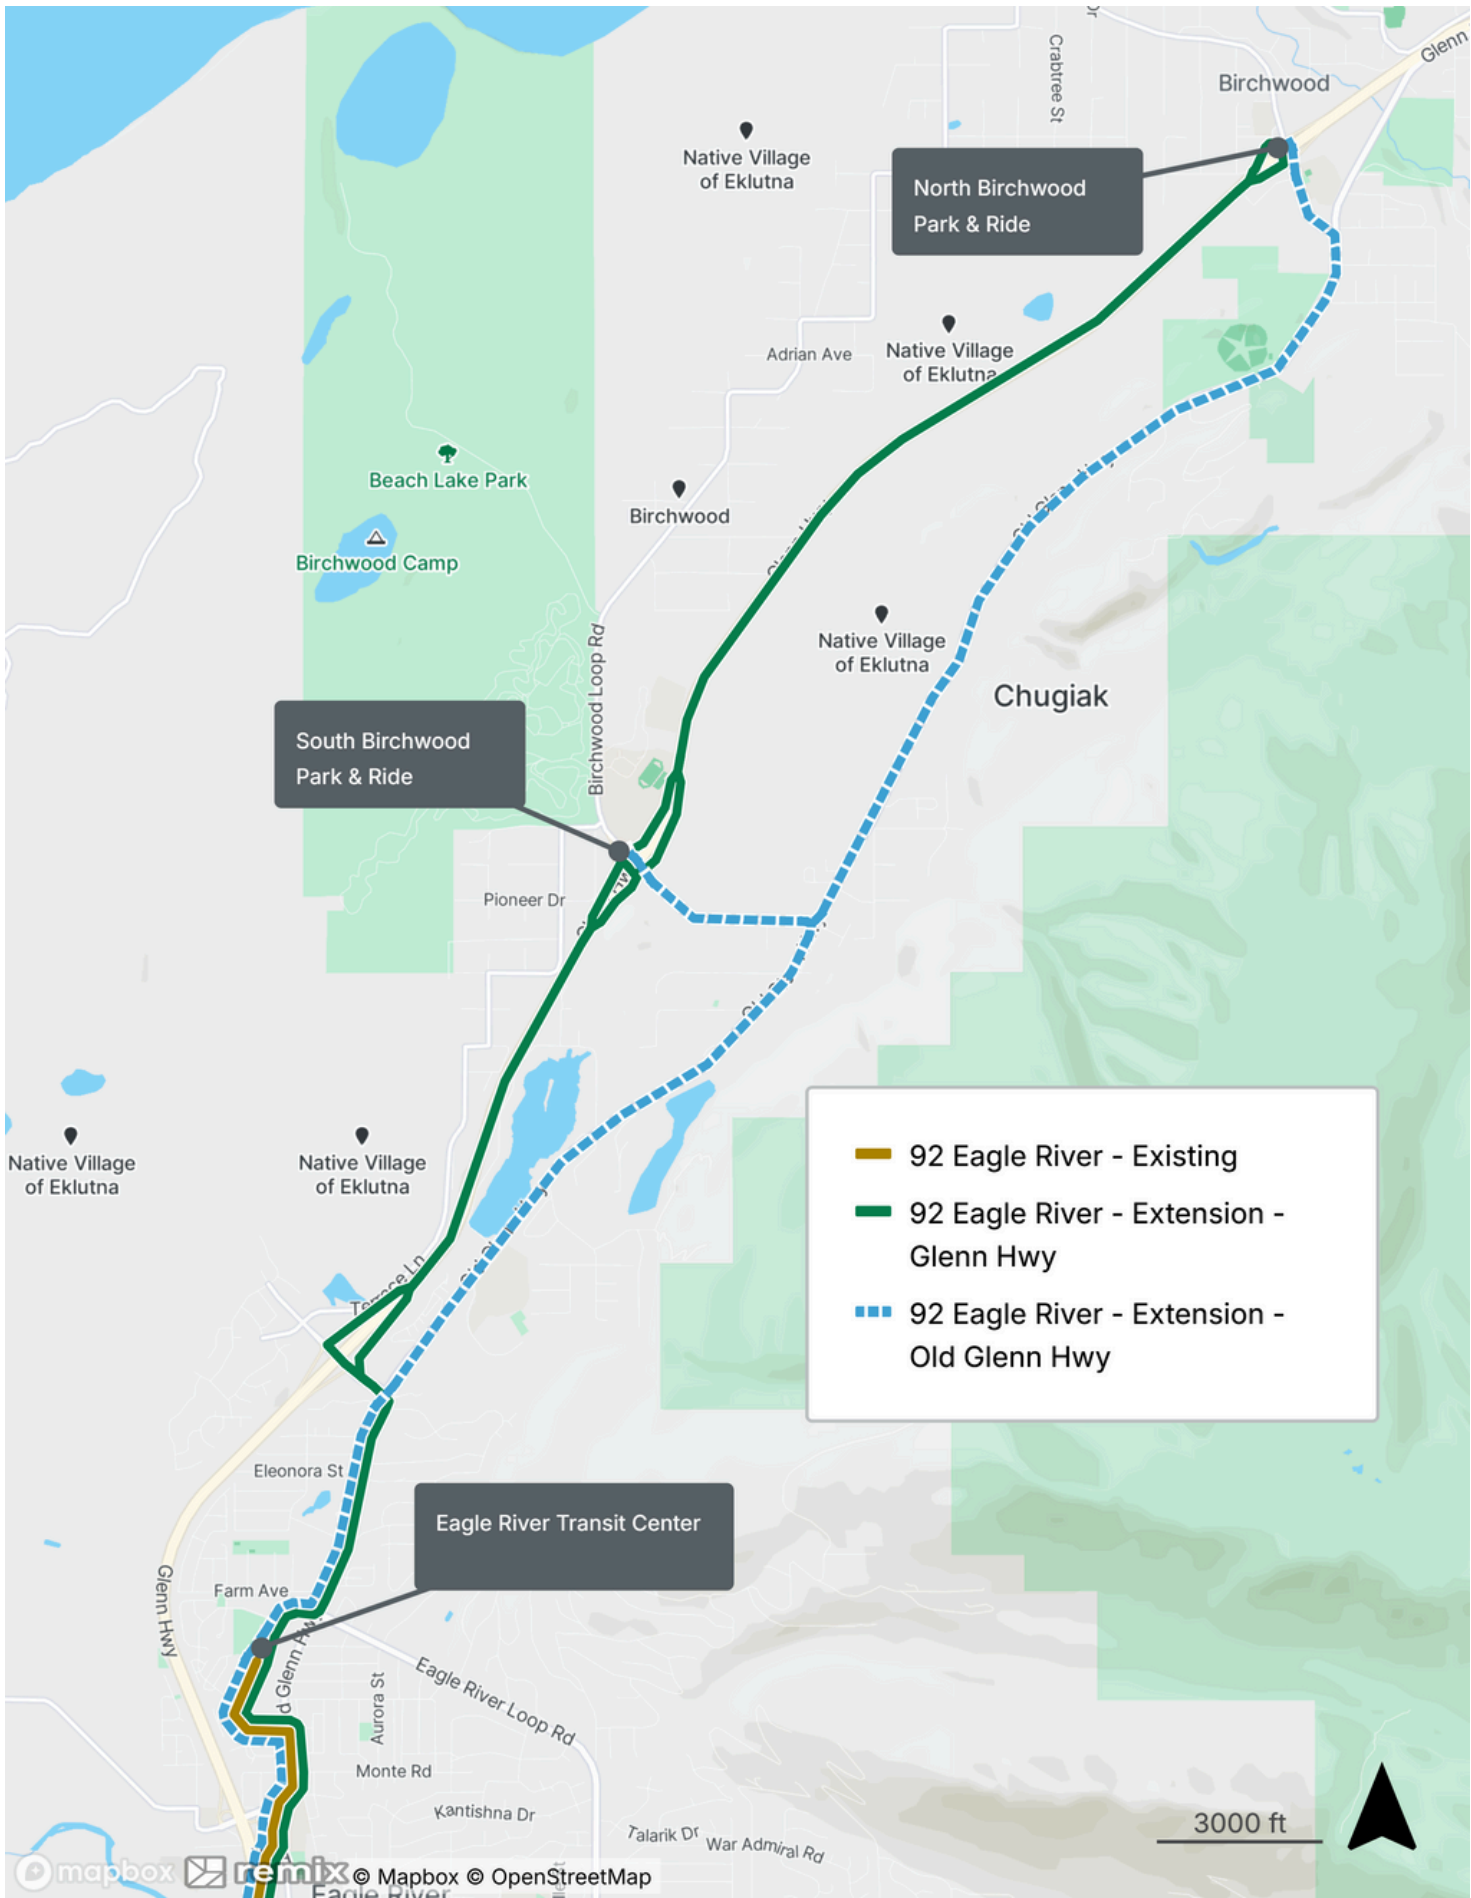 Glenn
Birchwood
Crabtree St
Native Village
of Eklutna
North Birchwood
Park & Ride
Native Village
of Eklutna
Adrian Ave
Beach Lake Park
Birchwood
Birchwood Camp
Native Village
of Eklutna
Birchwood Loop Rd
Chugiak
South Birchwood
Park & Ride
Pioneer Dr
Native Village
of Eklutna
Native Village
of Eklutna
92 Eagle River - Existing
92 Eagle River - Extension -
Glenn Hwy
92 Eagle River - Extension -
Old Glenn Hwy
Terrace Ln
Eleonora St
Eagle River Transit Center
Farm Ave
Glenn Hwy
Aurora St
Eagle River Loop Rd
Monte Rd
Kantishna Dr
Talarik Dr
War Admiral Rd
3000 ft
mapbox remix © Mapbox © OpenStreetMap
Eagle River